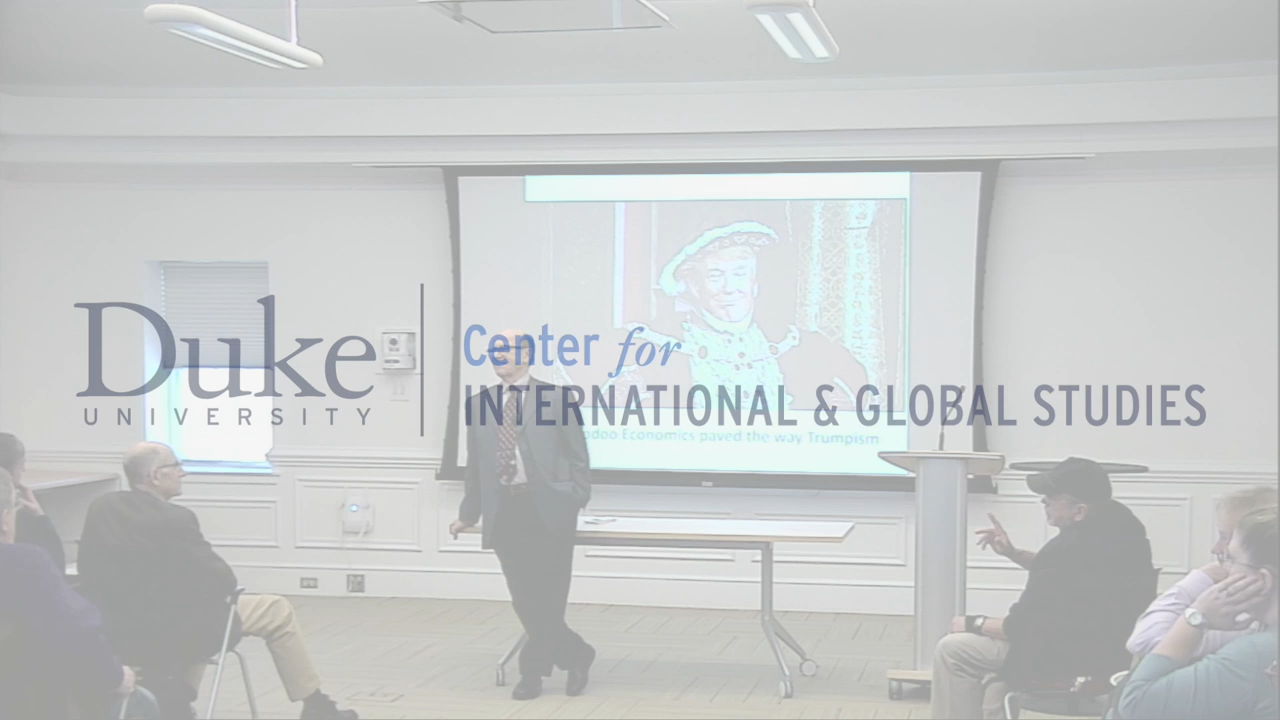 Duke
UNIVERSITY
Center for
INTERNATIONAL & GLOBAL STUDIES
Economics paved the way Trumpism